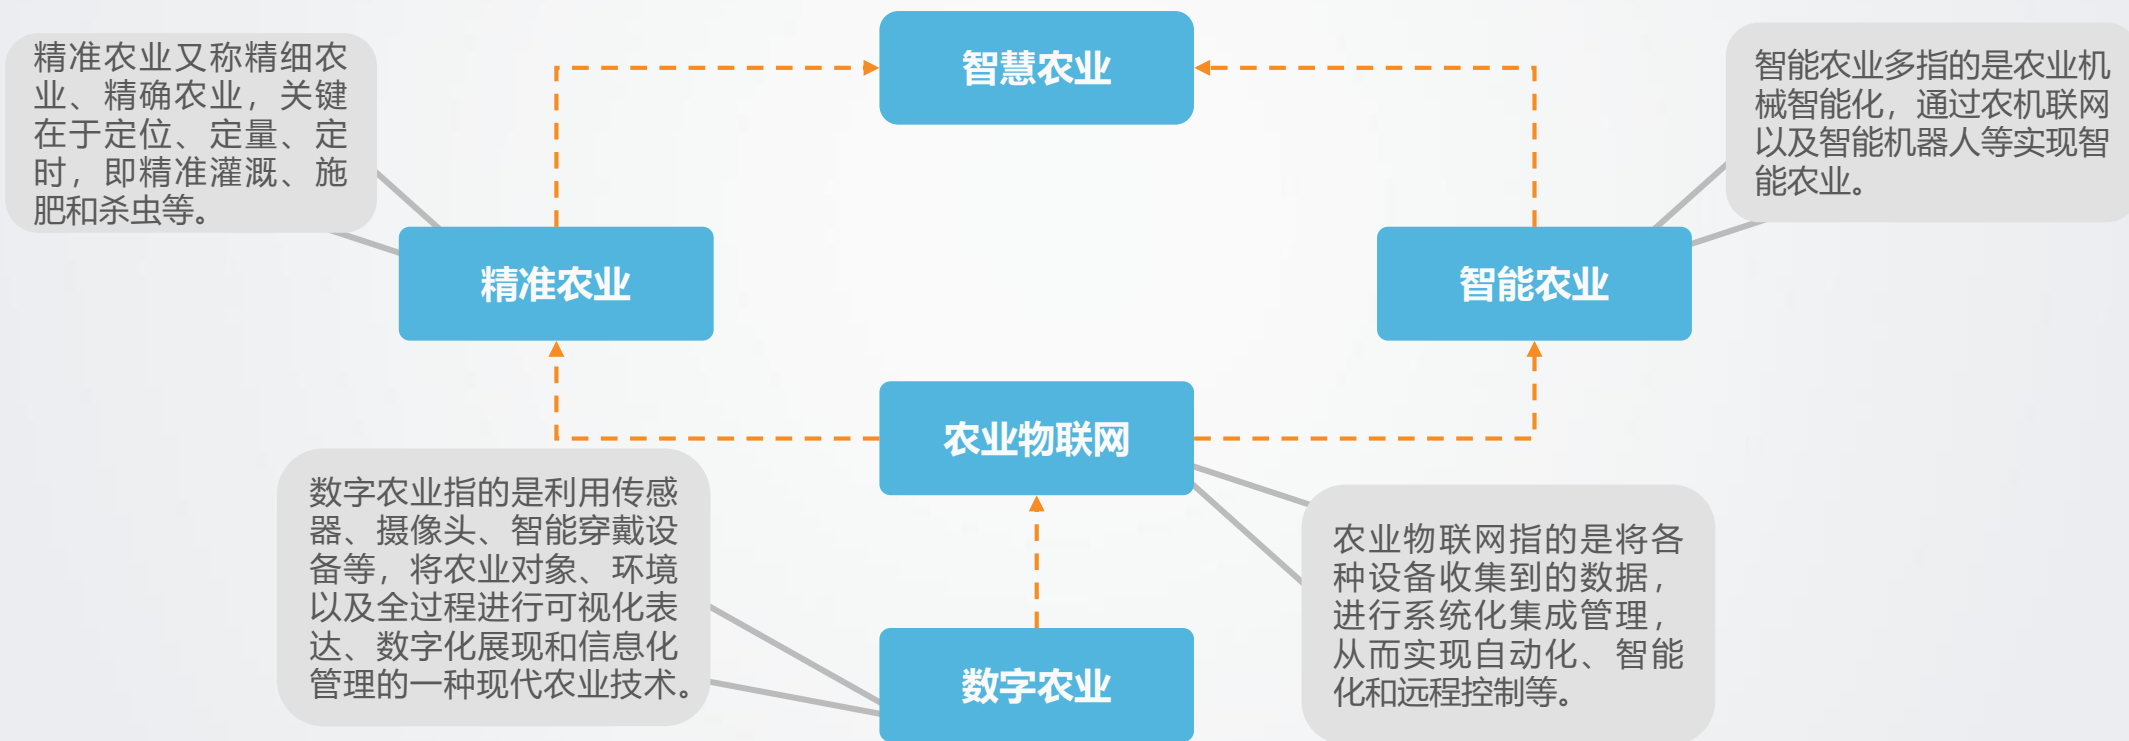 智慧农业
精准农业又称精细农
业、精确农业，关键
在于定位、定量、定
时，即精准灌溉、施
肥和杀虫等。
智能农业多指的是农业机
械智能化，通过农机联网
以及智能机器人等实现智
能农业。
精准农业
智能农业
农业物联网
数字农业指的是利用传感
器、摄像头、智能穿戴设
备等，将农业对象、环境
以及全过程进行可视化表
达、数字化展现和信息化
管理的一种现代农业技术。
农业物联网指的是将各
种设备收集到的数据，
进行系统化集成管理，
从而实现自动化、智能
化和远程控制等。
数字农业